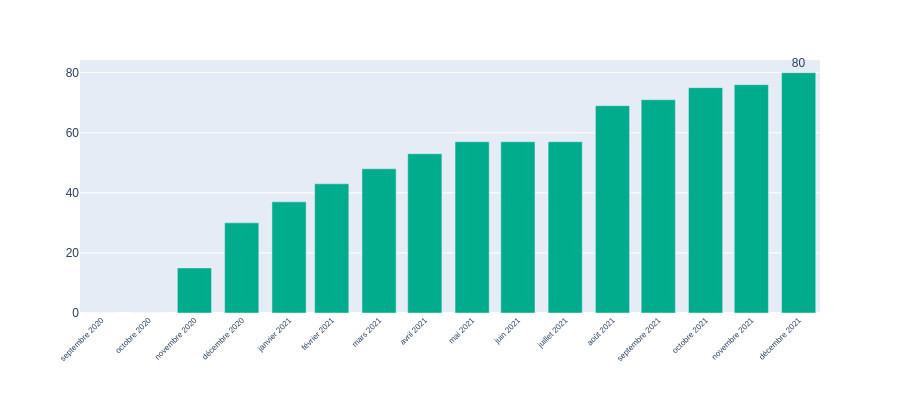 80
80
60
40
20
0
septembre 2020
octobre 2020
novembre 2020
décembre 2020
janvier 2021
février 2021
mars 2021
avril 2021
mai 2021
juin 2021
juillet 2021
août 2021
septembre 2021
octobre 2021
novembre 2021
décembre 2021